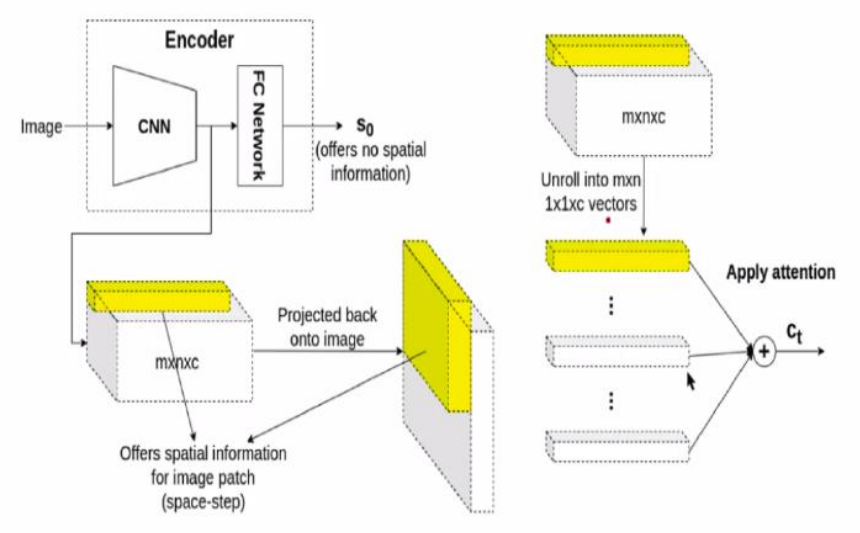 Encoder
Image
CNN
FC Network
s0
(offers no spatial
information)
mxnxc
Projected back
onto image
Offers spatial information
for image patch
(space-step)
mxnxc
Unroll into mxn
1x1xc vectors
Apply attention
⋮
⋮
+
ct